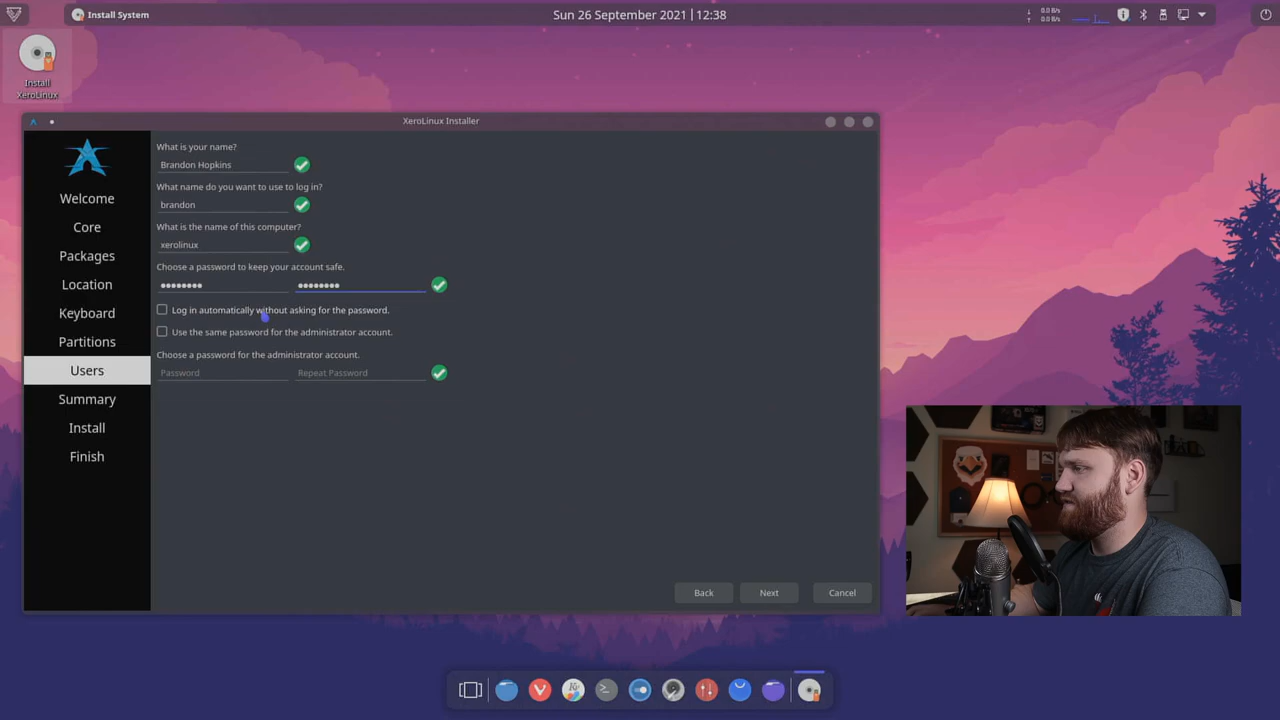 Install System
Sun 26 September 2021 | 12:38
0.0 B/s
0.0 B/s
Install
XeroLinux
XeroLinux Installer
Welcome
Core
Packages
Location
Keyboard
Partitions
Users
Summary
Install
Finish
What is your name?
Brandon Hopkins
What name do you want to use to log in?
brandon
What is the name of this computer?
xerolinux
Choose a password to keep your account safe.
●●●●●●●● ●●●●●●●●
Log in automatically without asking for the password.
Use the same password for the administrator account.
Choose a password for the administrator account.
Password Repeat Password
Back Next Cancel